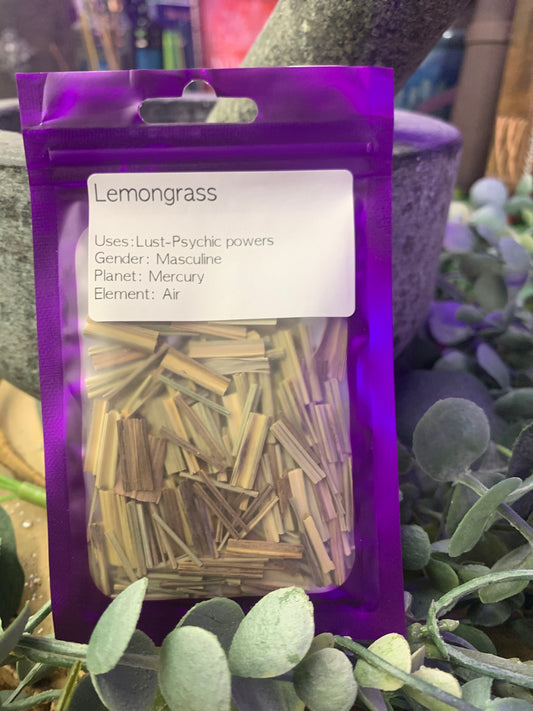 Lemongrass
Uses:Lust-Psychic powers
Gender: Masculine
Planet: Mercury
Element: Air